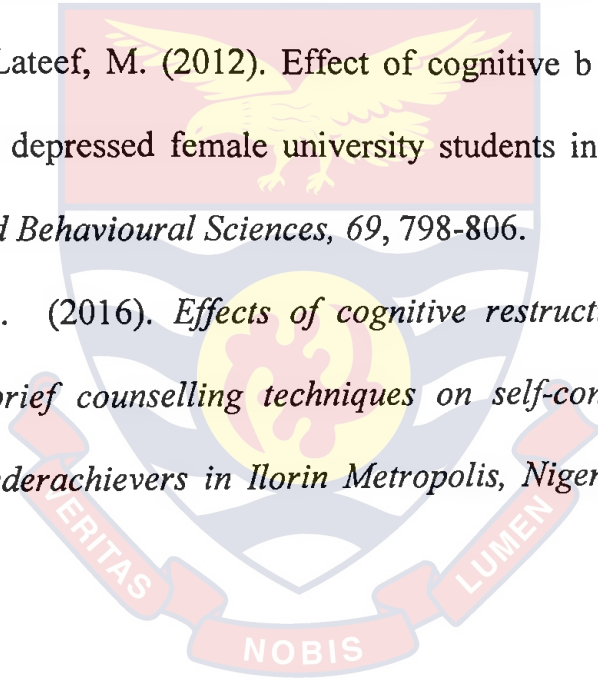 Lateef, M. (2012). Effect of cognitive b
depressed female university students in
d Behavioural Sciences, 69, 798-806.
. (2016). Effects of cognitive restruct
brief counselling techniques on self-con
derachievers in Ilorin Metropolis, Niger
VERITAS
NOBIS
LUMEN